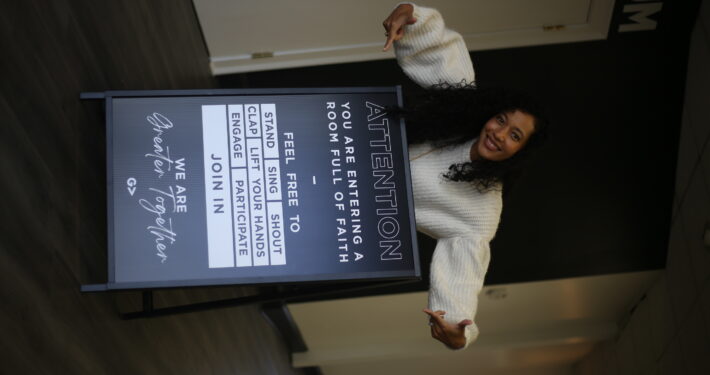 ATTENTION
YOU ARE ENTERING A
ROOM FULL OF FAITH
–
FEEL FREE TO
STAND SING SHOUT
CLAP LIFT YOUR HANDS
ENGAGE PARTICIPATE
JOIN IN
WE ARE
Greater Together
G>